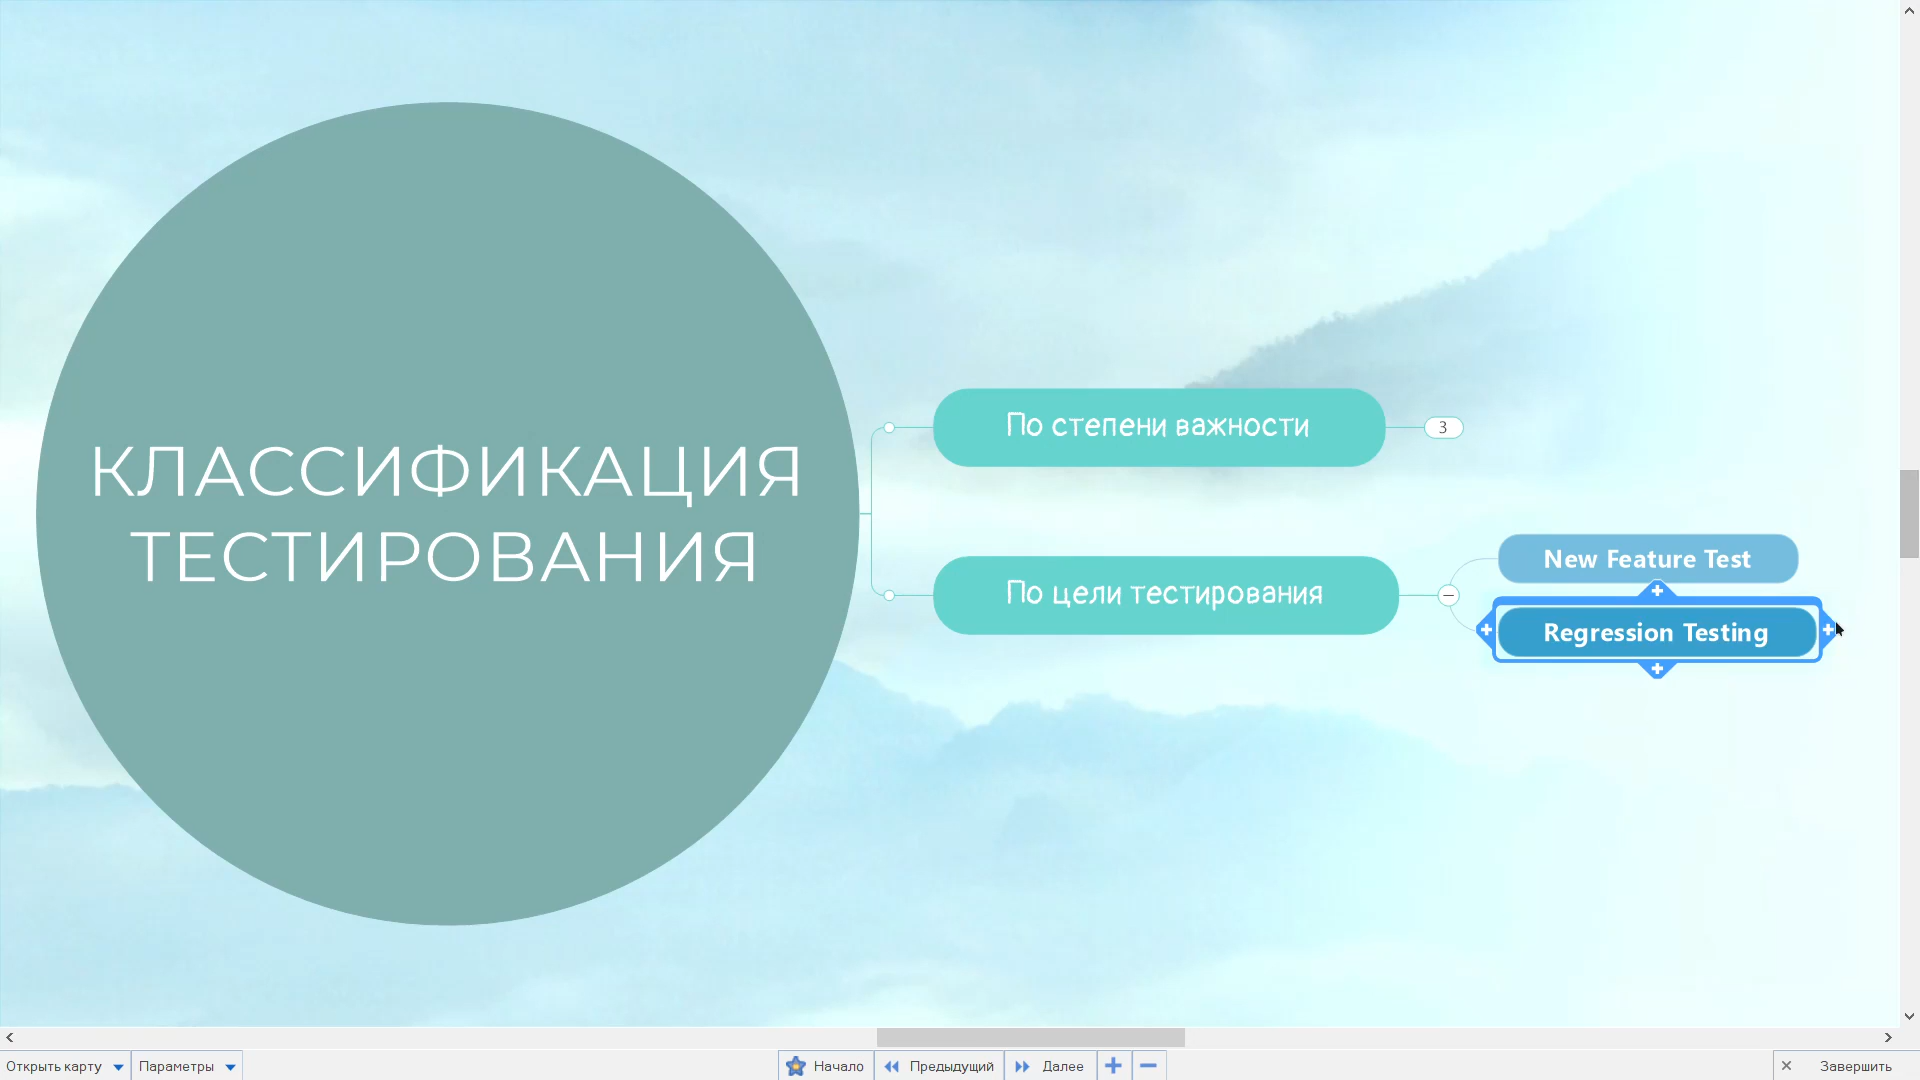 КЛАССИФИКАЦИЯ
ТЕСТИРОВАНИЯ
По степени важности
3
По цели тестирования
New Feature Test
Regression Testing
Открыть карту
Параметры
Начало
Предыдущий
Далее
Завершить